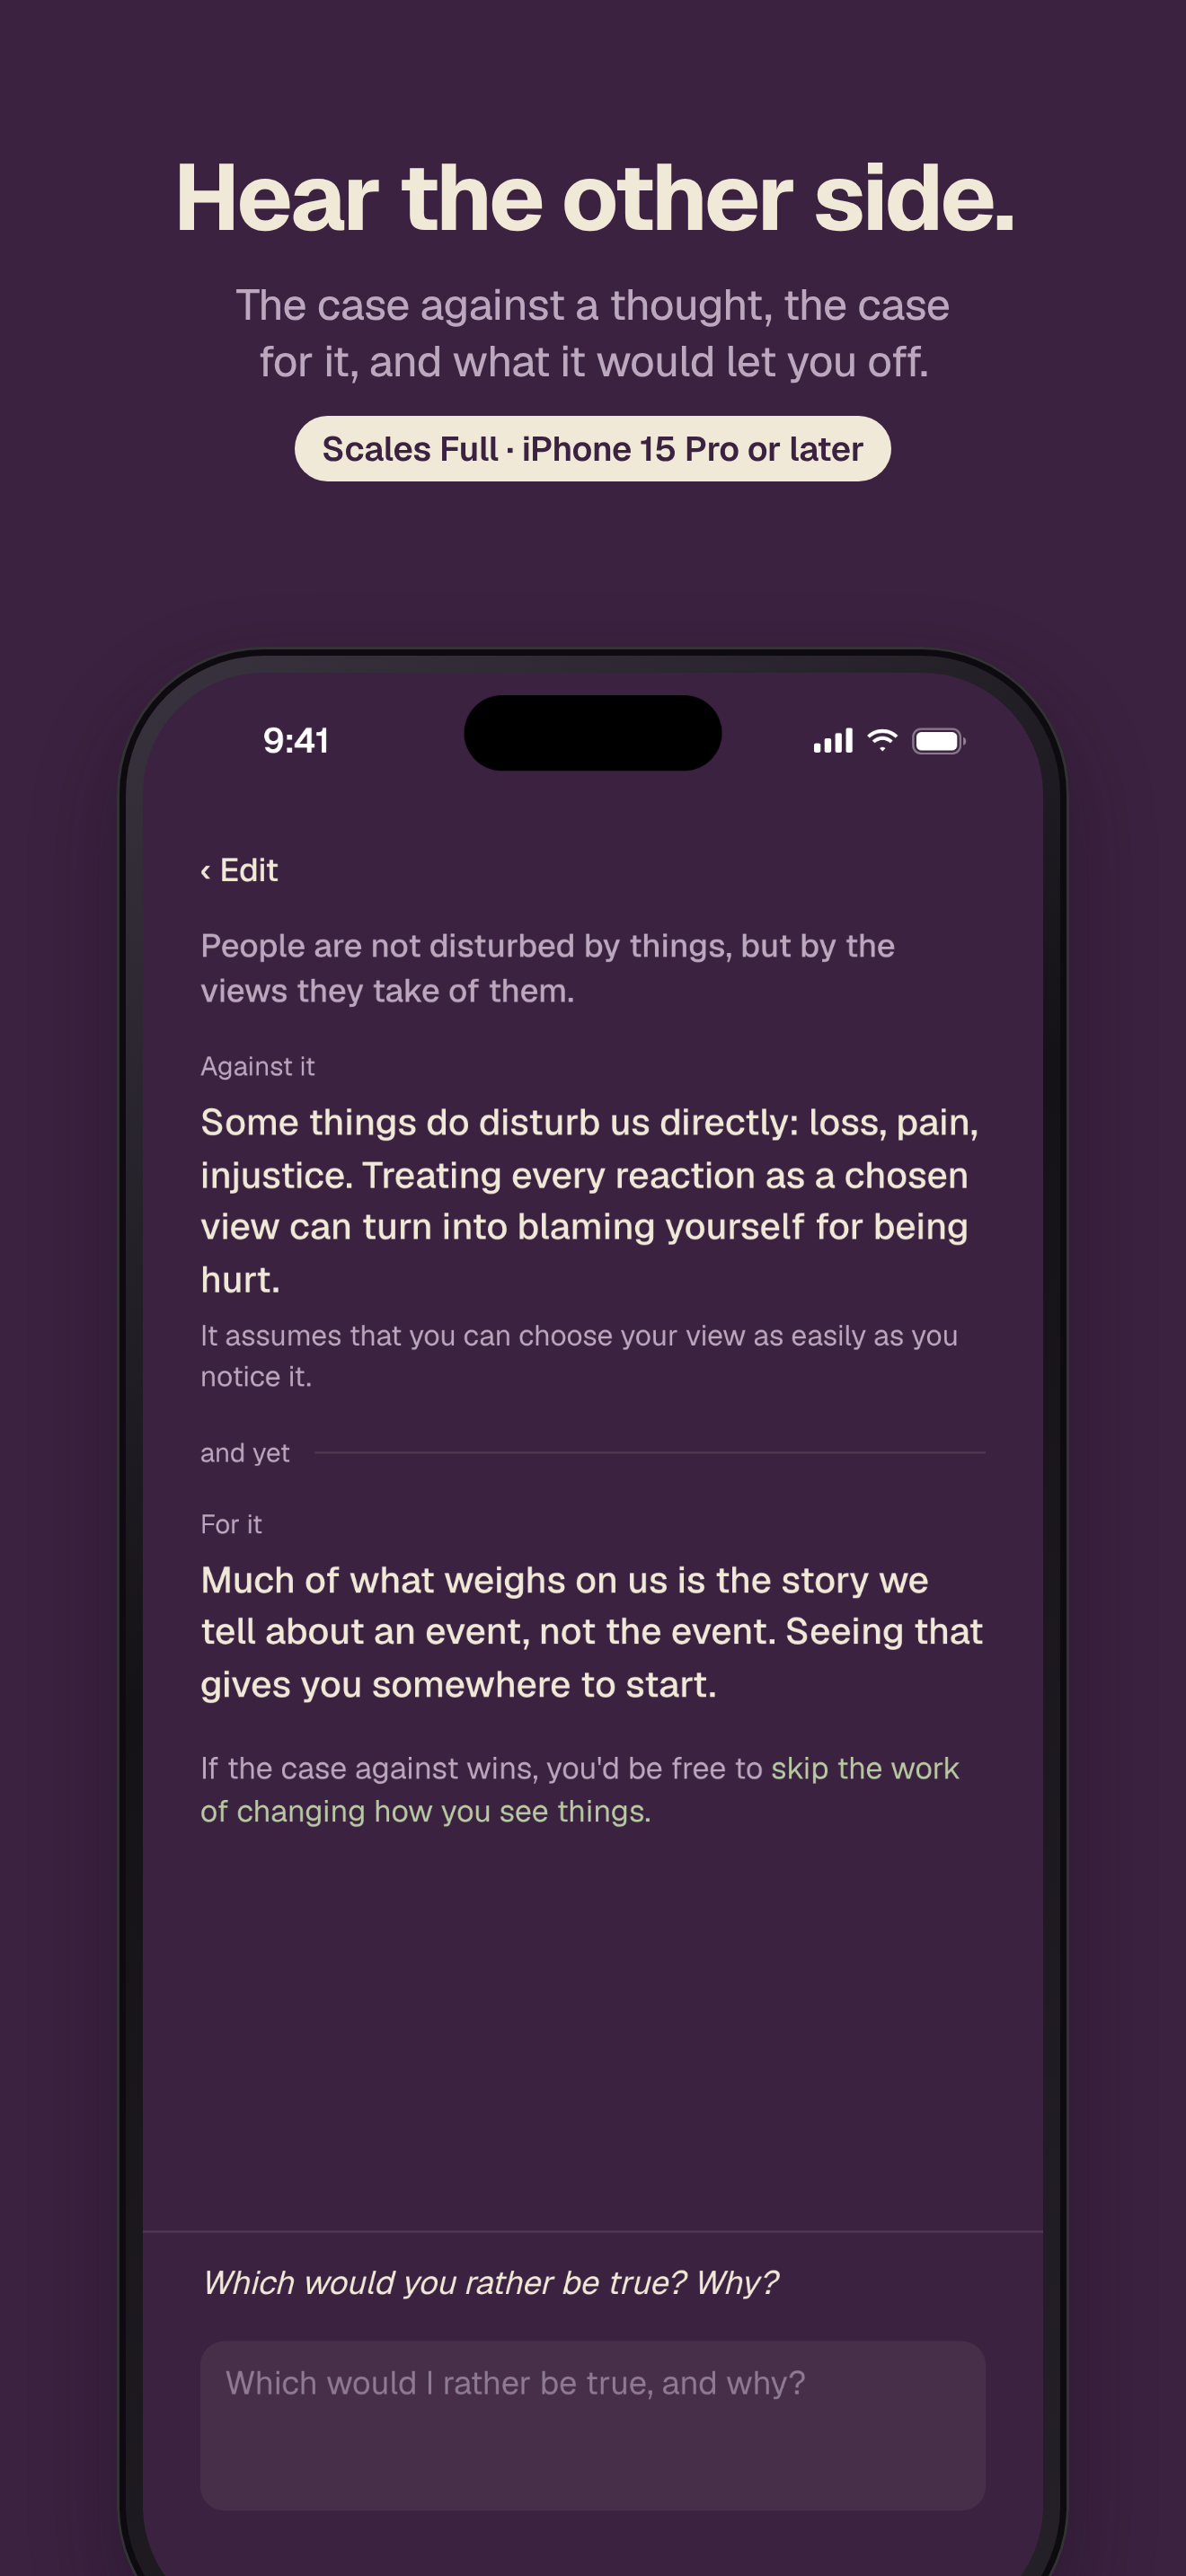 Hear the other side.
The case against a thought, the case
for it, and what it would let you off.
Scales Full · iPhone 15 Pro or later
9:41
‹ Edit
People are not disturbed by things, but by the
views they take of them.
Against it
Some things do disturb us directly: loss, pain,
injustice. Treating every reaction as a chosen
view can turn into blaming yourself for being
hurt.
It assumes that you can choose your view as easily as you
notice it.
and yet
For it
Much of what weighs on us is the story we
tell about an event, not the event. Seeing that
gives you somewhere to start.
If the case against wins, you'd be free to skip the work
of changing how you see things.
Which would you rather be true? Why?
Which would I rather be true, and why?